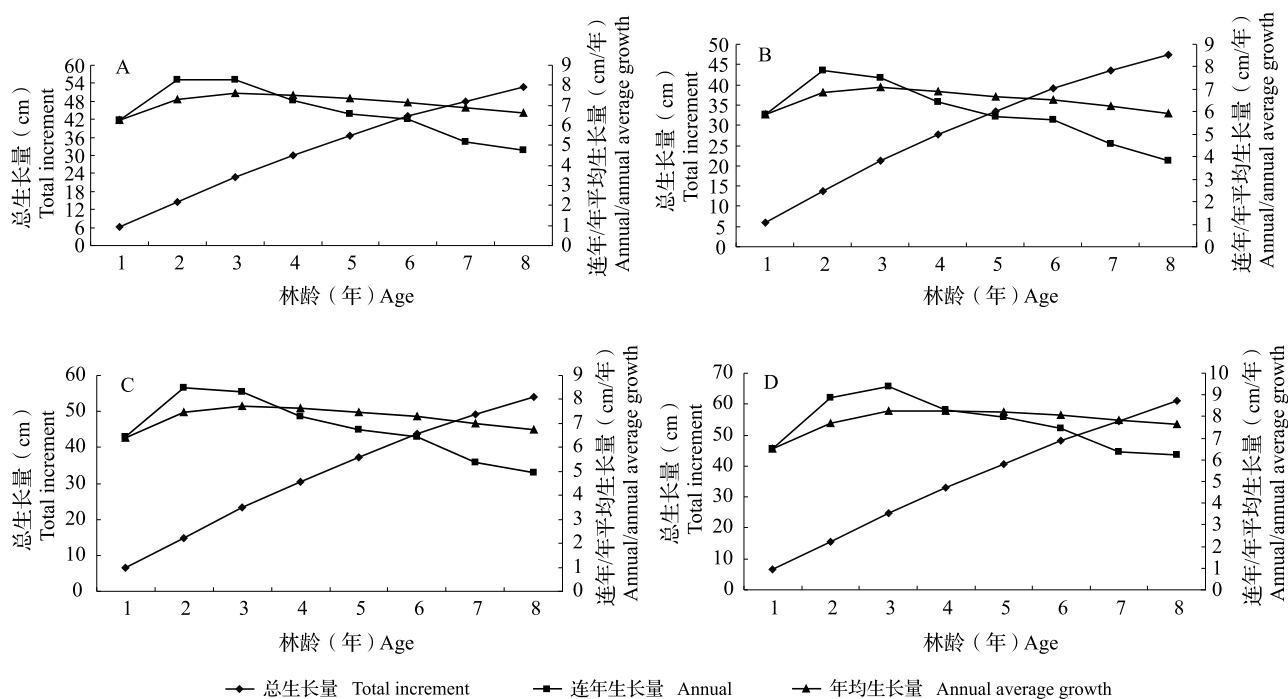 A
60
54
48
42
36
30
24
18
12
6
0
总生长量（cm）
Total increment
9
8
7
6
5
4
3
2
1
0
连年/年平均生长量（cm/年）
Annual/annual average growth
1 2 3 4 5 6 7 8
林龄（年）Age
B
50
45
40
35
30
25
20
15
10
5
0
总生长量（cm）
Total increment
9
8
7
6
5
4
3
2
1
0
连年/年平均生长量（cm/年）
Annual/annual average growth
1 2 3 4 5 6 7 8
林龄（年）Age
C
60
50
40
30
20
10
0
总生长量（cm）
Total increment
9
8
7
6
5
4
3
2
1
0
连年/年平均生长量（cm/年）
Annual/annual average growth
1 2 3 4 5 6 7 8
林龄（年）Age
D
70
60
50
40
30
20
10
0
总生长量（cm）
Total increment
10
9
8
7
6
5
4
3
2
1
0
连年/年平均生长量（cm/年）
Annual/annual average growth
1 2 3 4 5 6 7 8
林龄（年）Age
总生长量 Total increment 连年生长量 Annual 年均生长量 Annual average growth